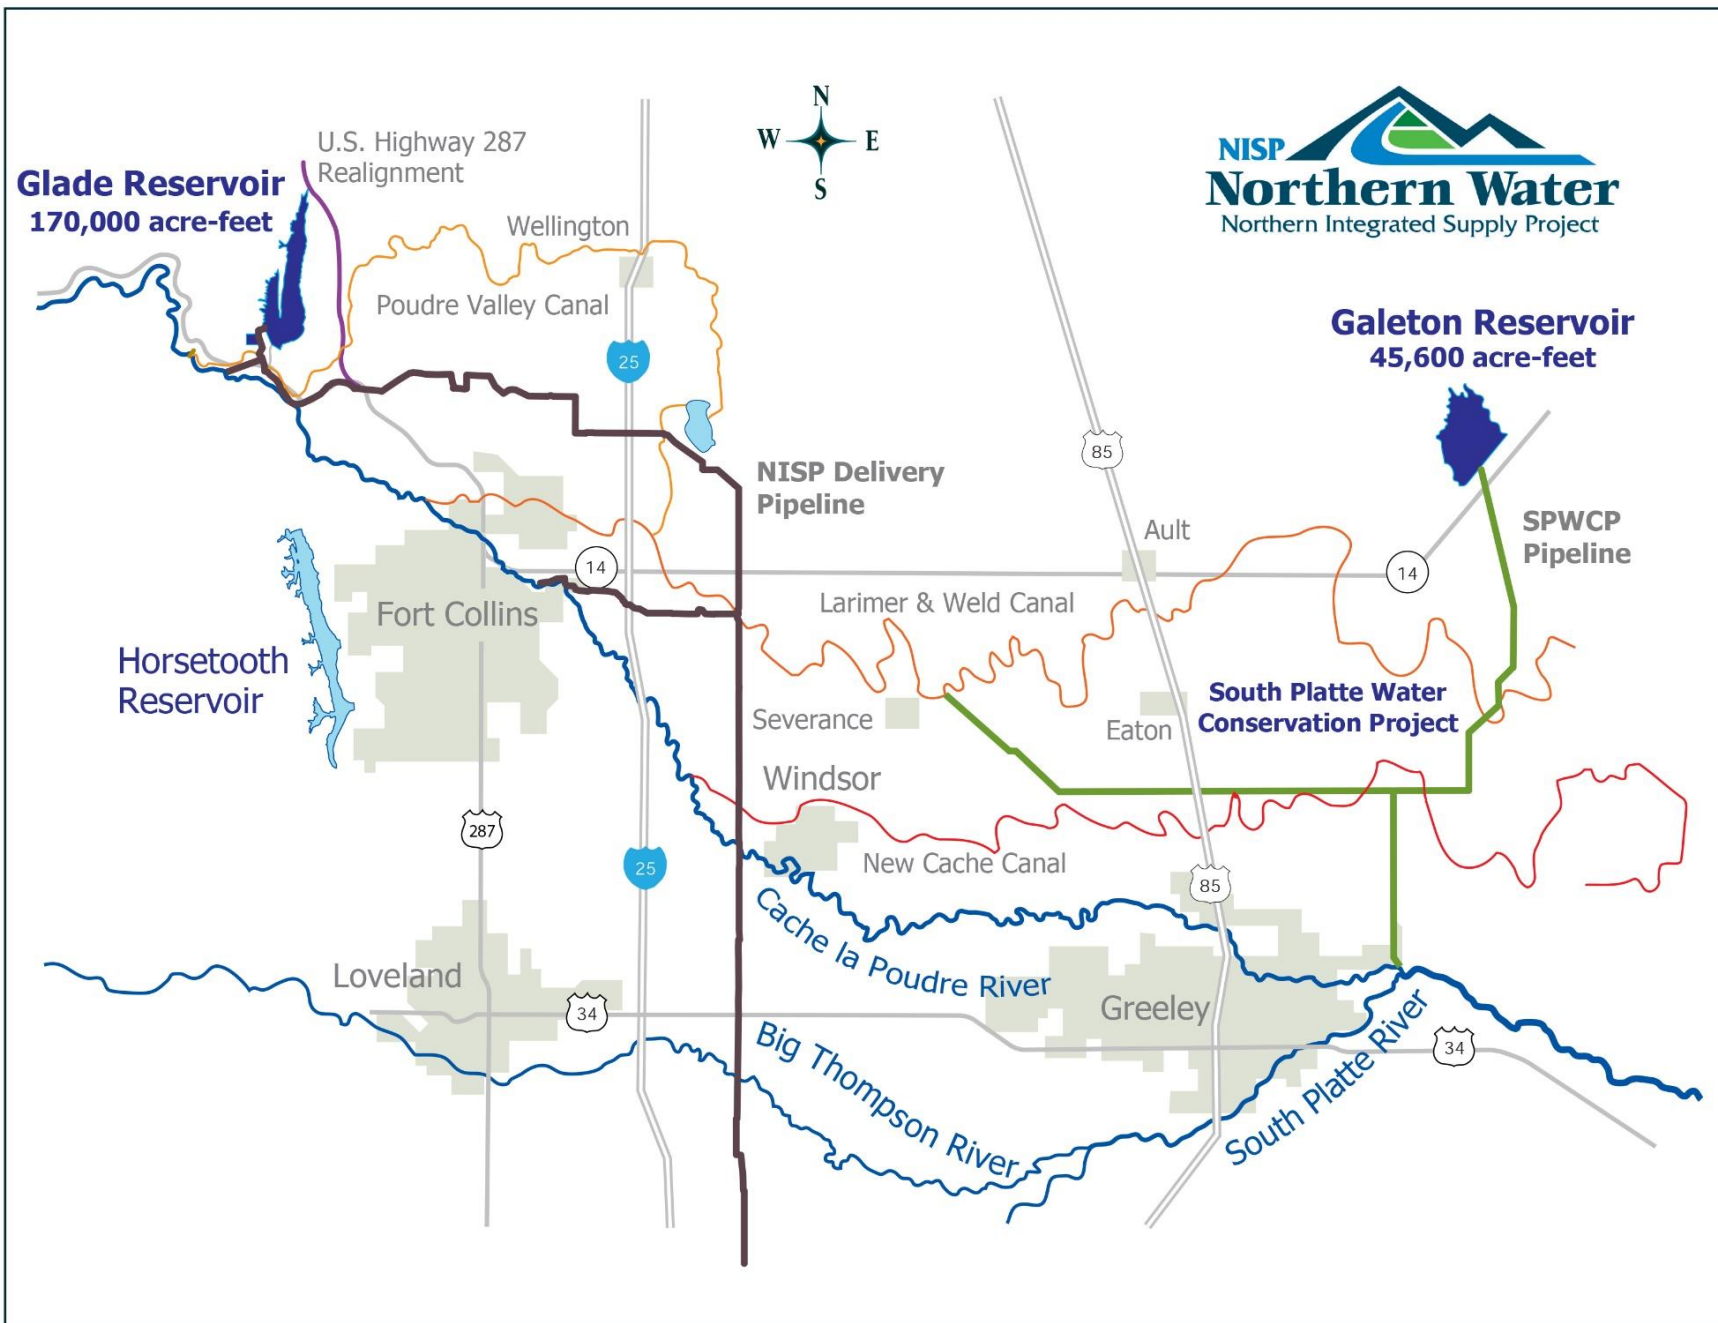 N
W
E
S
NISP
Northern Water
Northern Integrated Supply Project
U.S. Highway 287
Realignment
Glade Reservoir
170,000 acre-feet
Wellington
Poudre Valley Canal
25
Galeton Reservoir
45,600 acre-feet
85
NISP Delivery
Pipeline
SPWCP
Pipeline
Ault
14
14
Larimer & Weld Canal
Fort Collins
Horsetooth
Reservoir
South Platte Water
Conservation Project
Severance
Eaton
Windsor
287
25
New Cache Canal
85
Cache la Poudre River
Loveland
34
Greeley
Big Thompson River
South Platte River
34